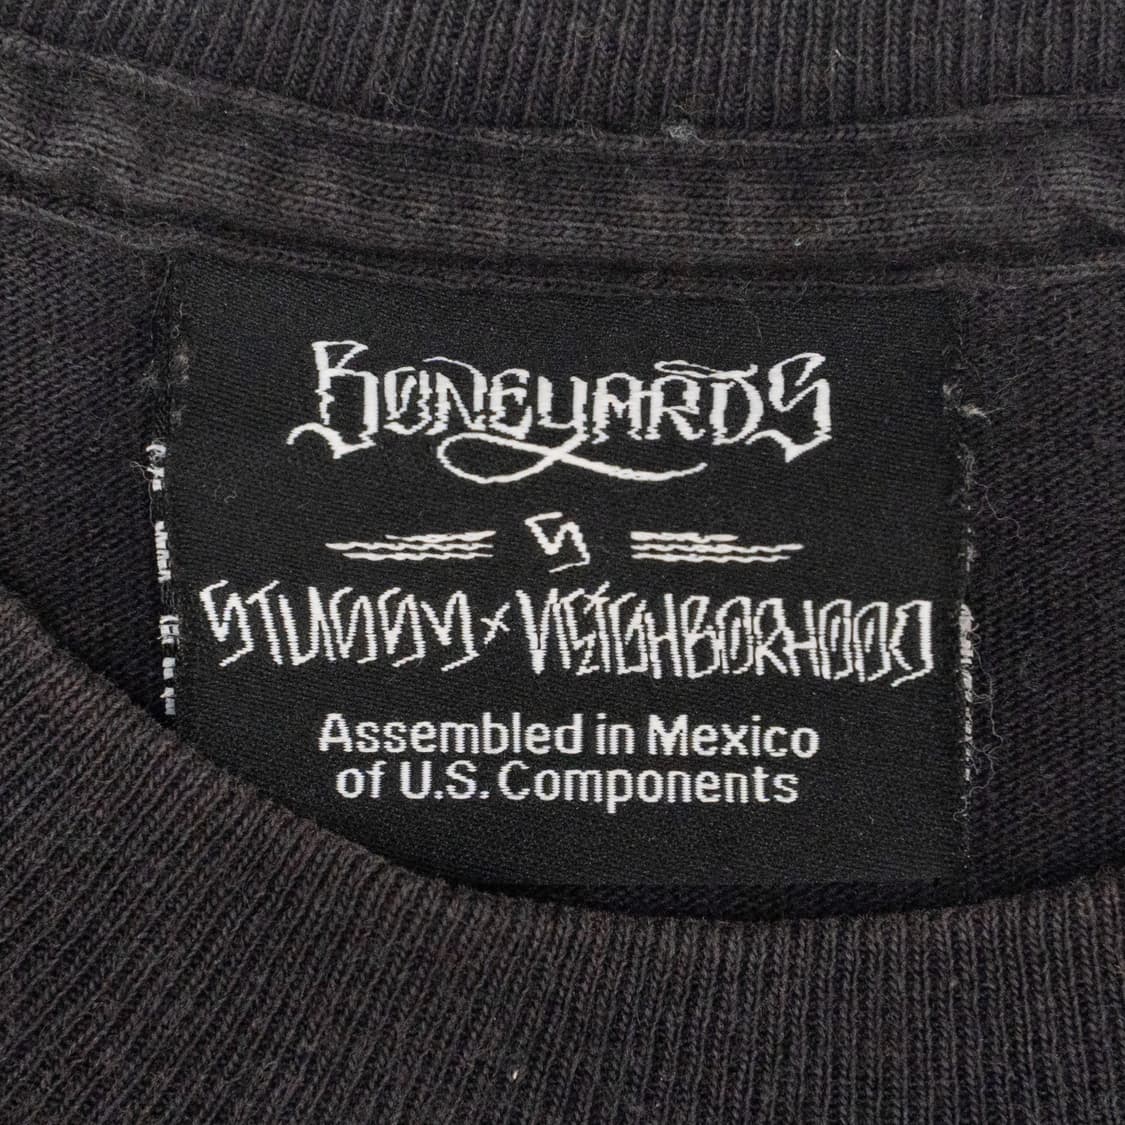 BONEYARDS
S
STUSSY x NEIGHBORHOOD
Assembled in Mexico
of U.S. Components